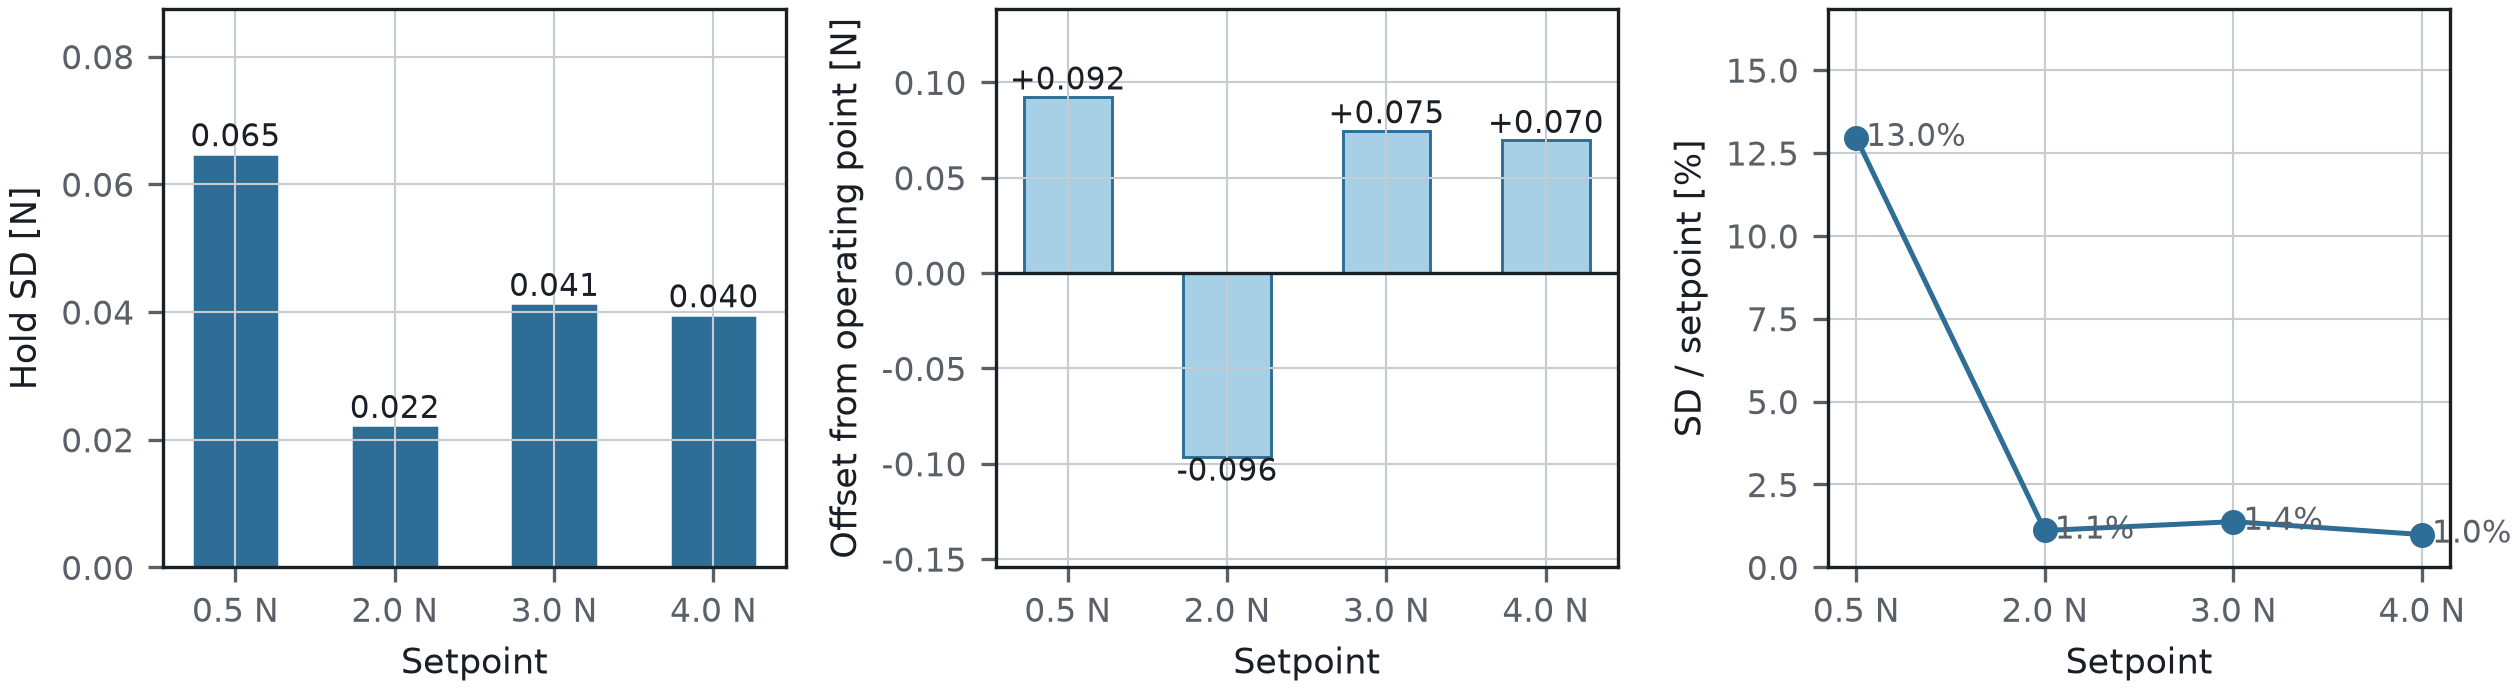 Hold SD [N]
0.08
0.06
0.04
0.02
0.00
0.065
0.022
0.041
0.040
0.5 N
2.0 N
3.0 N
4.0 N
Setpoint
Offset from operating point [N]
0.10
0.05
0.00
-0.05
-0.10
-0.15
+0.092
-0.096
+0.075
+0.070
0.5 N
2.0 N
3.0 N
4.0 N
Setpoint
SD / setpoint [%]
15.0
12.5
10.0
7.5
5.0
2.5
0.0
13.0%
1.1%
1.4%
1.0%
0.5 N
2.0 N
3.0 N
4.0 N
Setpoint